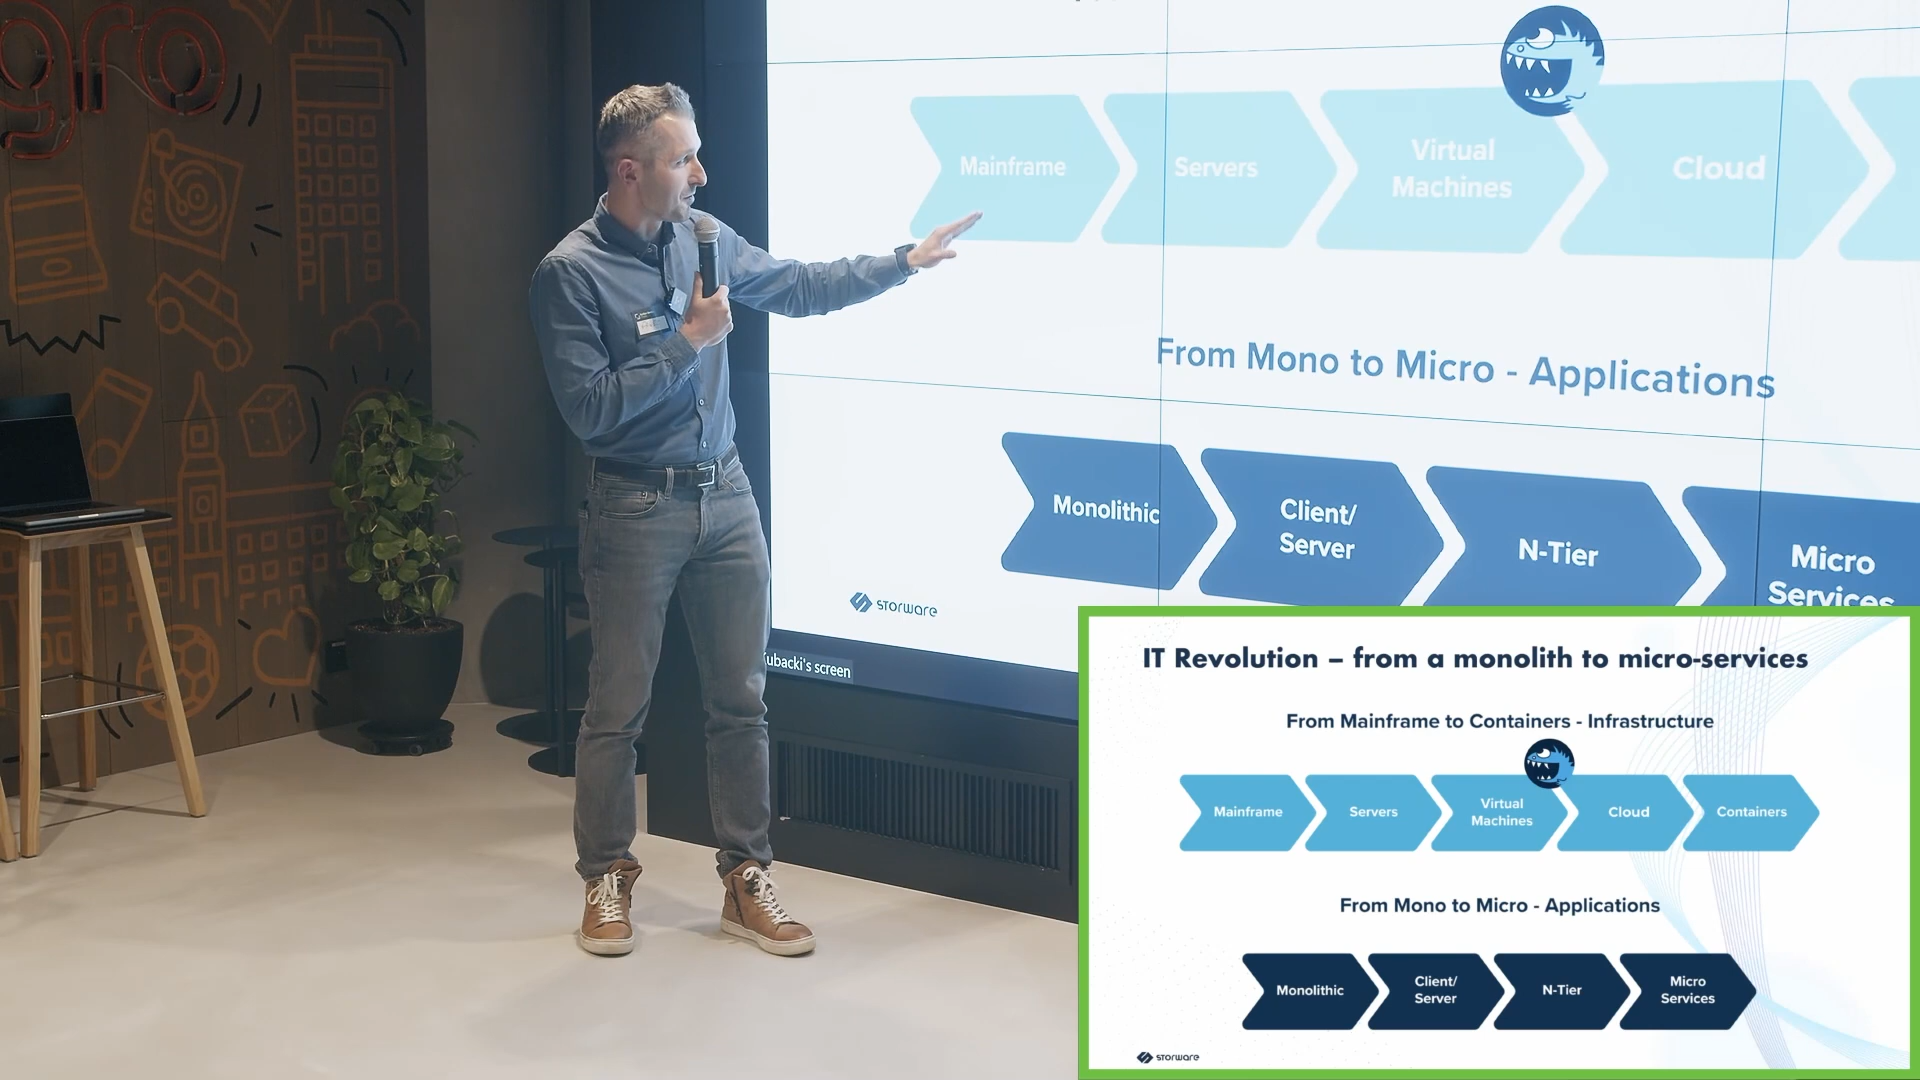 gro
Mainframe
Servers
Virtual
Machines
Cloud
From Mono to Micro - Applications
Monolithic
Client/
Server
N-Tier
Micro
Services
STORWARE
Kubacki's screen
IT Revolution – from a monolith to micro-services
From Mainframe to Containers - Infrastructure
Mainframe
Servers
Virtual
Machines
Cloud
Containers
From Mono to Micro - Applications
Monolithic
Client/
Server
N-Tier
Micro
Services
STORWARE